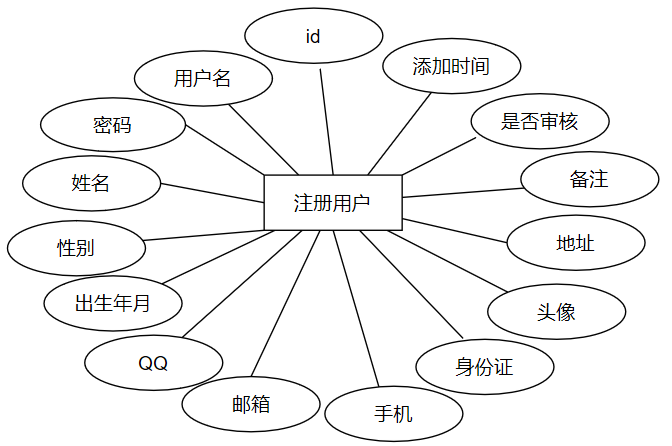 id
用户名
添加时间
密码
是否审核
姓名
备注
注册用户
性别
地址
出生年月
头像
QQ
身份证
邮箱
手机